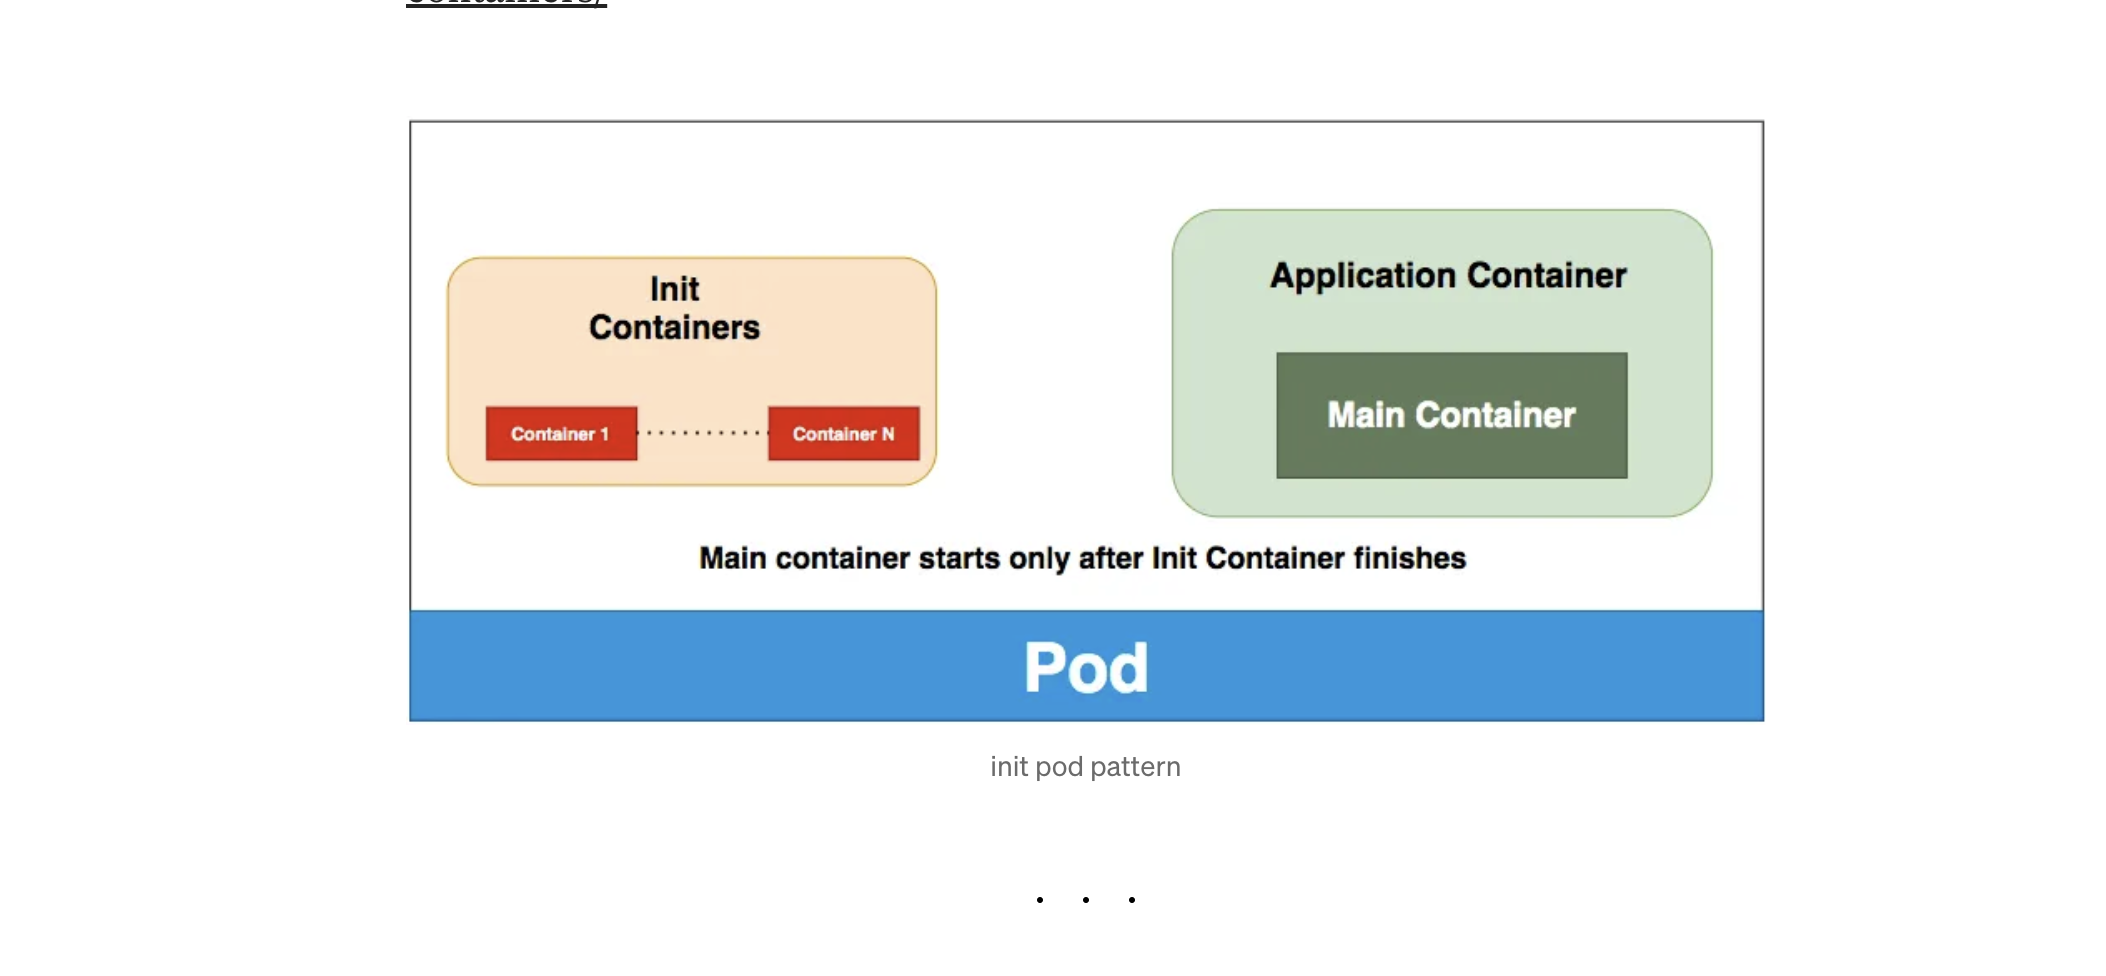 containers/
Init
Containers
Container 1
Container N
Application Container
Main Container
Main container starts only after Init Container finishes
Pod
init pod pattern
. . .